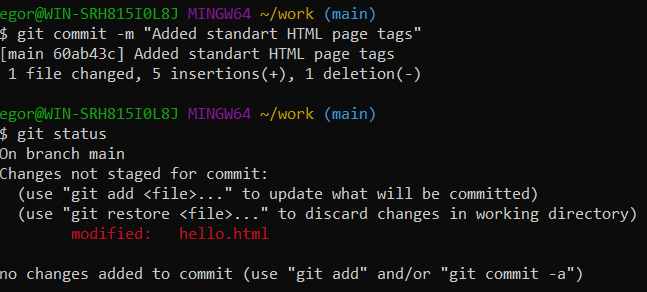 egor@WIN-SRH815I0L8J MINGW64 ~/work (main)
$ git commit -m "Added standart HTML page tags"
[main 60ab43c] Added standart HTML page tags
 1 file changed, 5 insertions(+), 1 deletion(-)

egor@WIN-SRH815I0L8J MINGW64 ~/work (main)
$ git status
On branch main
Changes not staged for commit:
  (use "git add <file>..." to update what will be committed)
  (use "git restore <file>..." to discard changes in working directory)
        modified:   hello.html

no changes added to commit (use "git add" and/or "git commit -a")